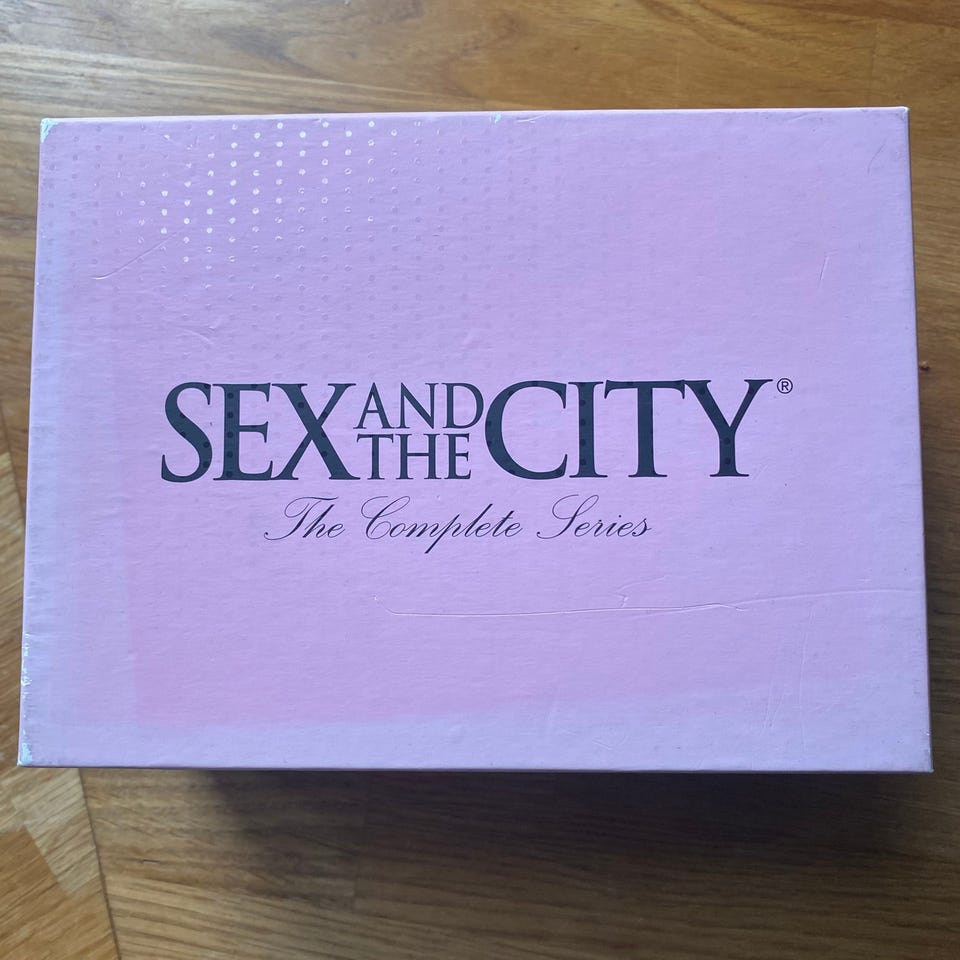 SEX AND THE CITY®
The Complete Series